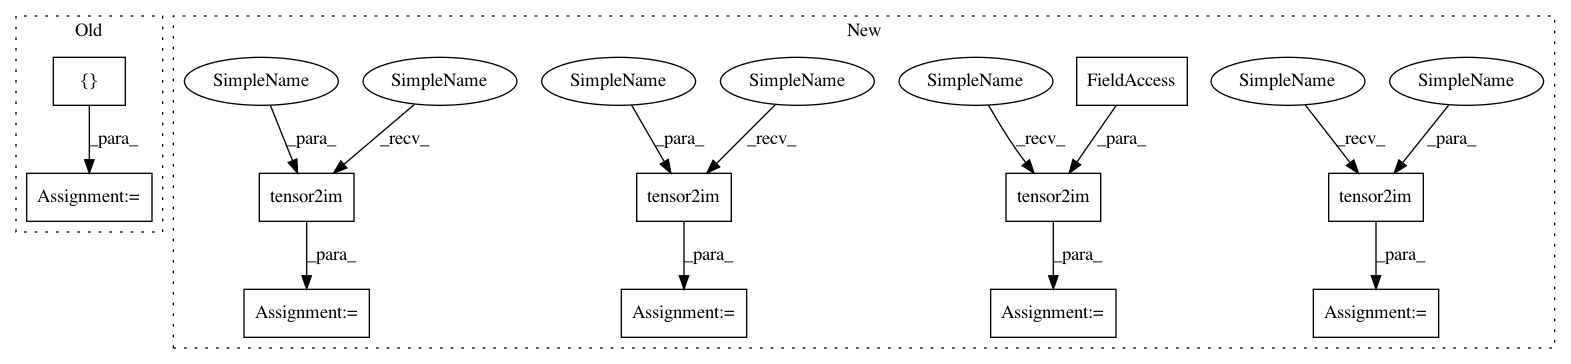 Old
New
{}
SimpleName
SimpleName
SimpleName
SimpleName
SimpleName
FieldAccess
SimpleName
SimpleName
_para_
_para_
_recv_
_para_
_recv_
_recv_
_para_
_recv_
_para_
Assignment:=
tensor2im
tensor2im
tensor2im
tensor2im
_para_
_para_
_para_
_para_
Assignment:=
Assignment:=
Assignment:=
Assignment:=